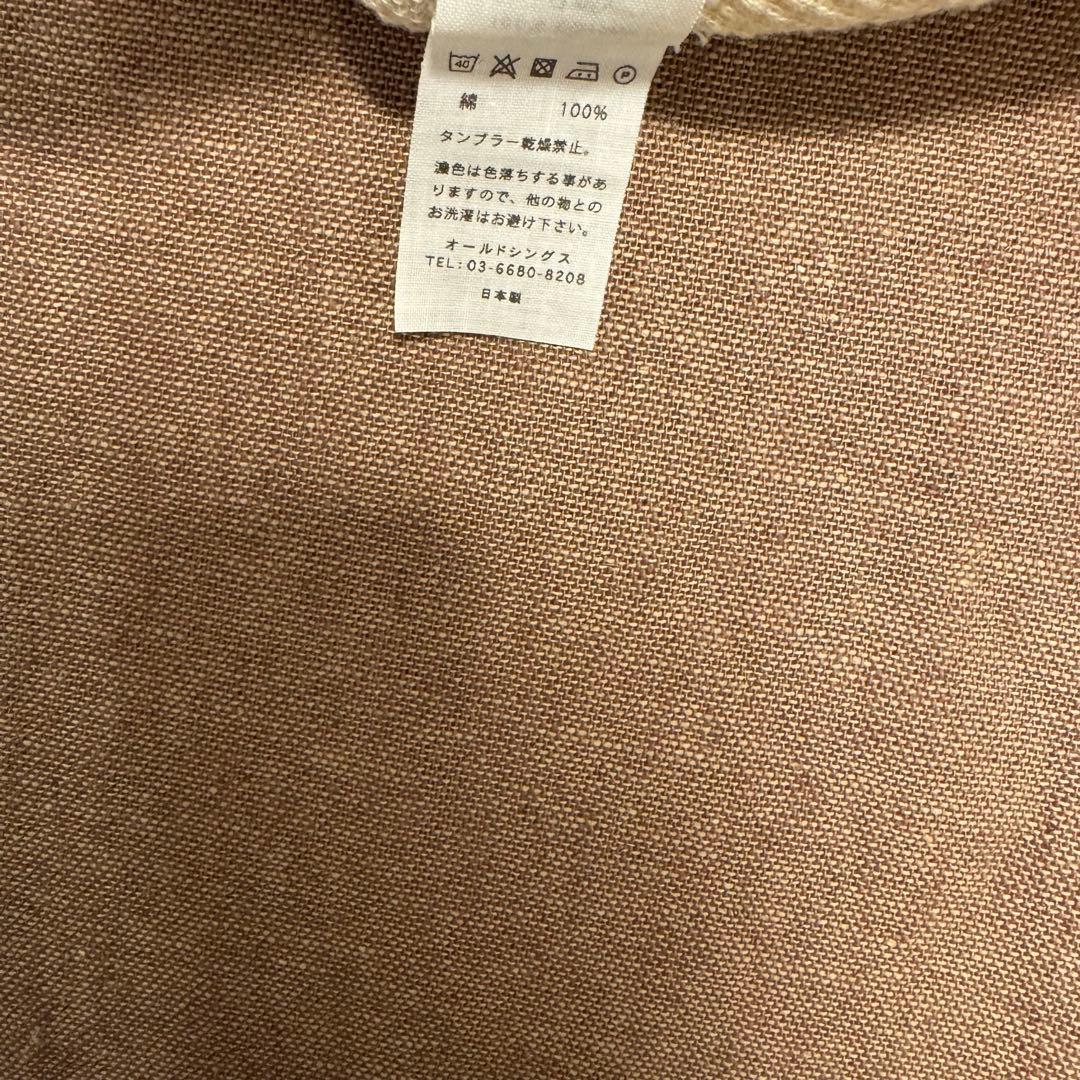 40
P
綿 100%
タンブラー乾燥禁止。
濃色は色落ちする事があ
りますので、他の物との
お洗濯はお避け下さい。
オールドシングス
TEL:03-6680-8208
日本製